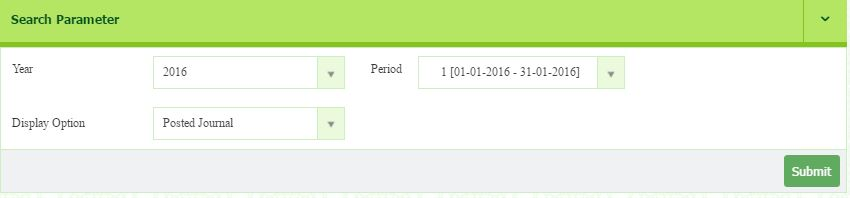 Search Parameter
Year 2016 Period 1 [01-01-2016 - 31-01-2016]
Display Option Posted Journal
Submit